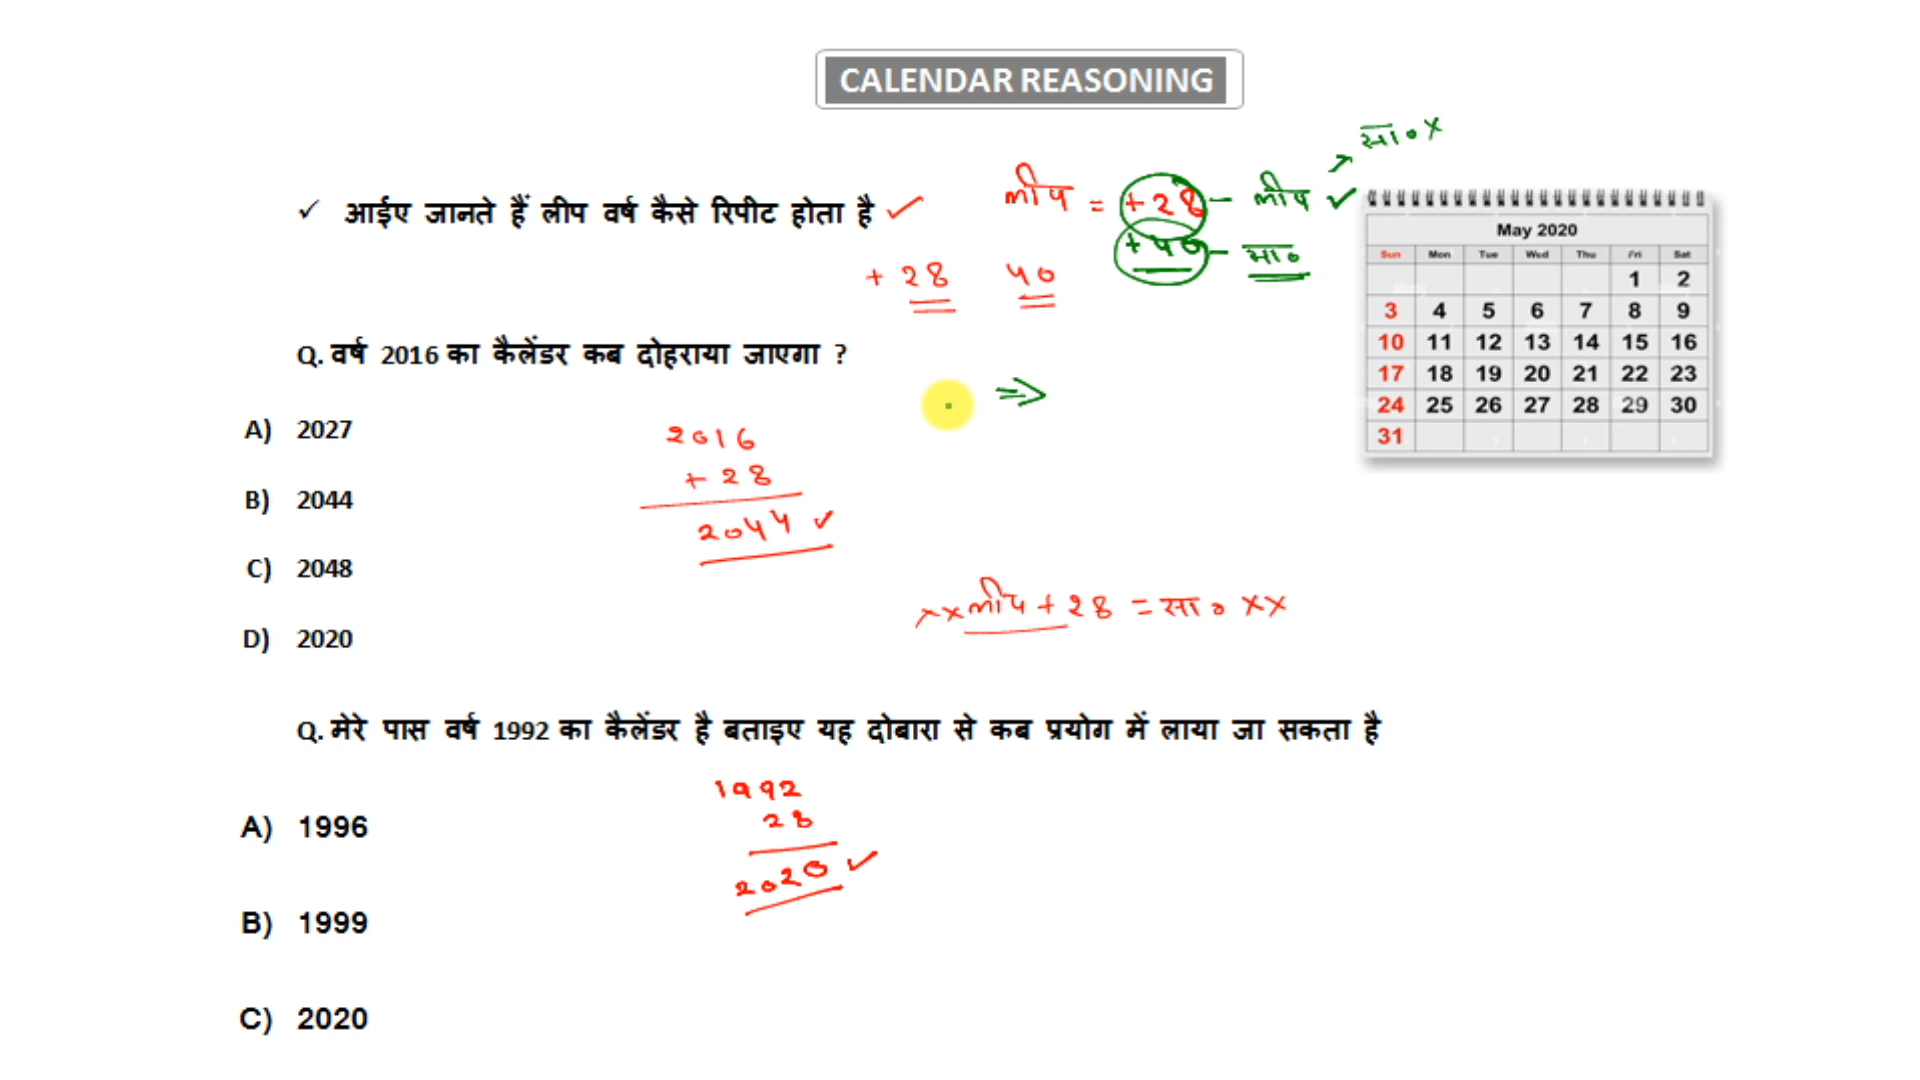 CALENDAR REASONING
सा० x
✓ आईए जानते हैं लीप वर्ष कैसे रिपीट होता है ✓
लीप = +28 – लीप ✓
+40 – सा०
+ 28 40
May 2020
Sun Mon Tue Wed Thu Fri Sat
1 2
3 4 5 6 7 8 9
10 11 12 13 14 15 16
17 18 19 20 21 22 23
24 25 26 27 28 29 30
31
Q. वर्ष 2016 का कैलेंडर कब दोहराया जाएगा ?
⇒
A) 2027
2016
+ 28
B) 2044
2044 ✓
C) 2048
xx लीप + 28 = सा० xx
D) 2020
Q. मेरे पास वर्ष 1992 का कैलेंडर है बताइए यह दोबारा से कब प्रयोग में लाया जा सकता है
1992
28
A) 1996
2020 ✓
B) 1999
C) 2020